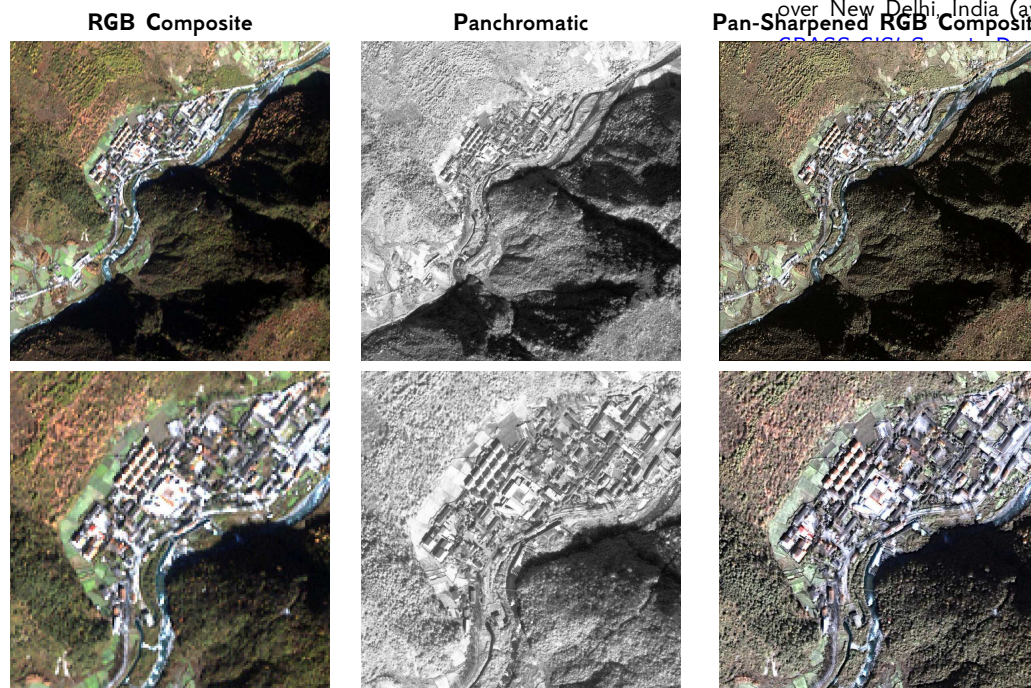 over New Delhi, India (a
RGB Composite
Panchromatic
Pan-Sharpened RGB Composit